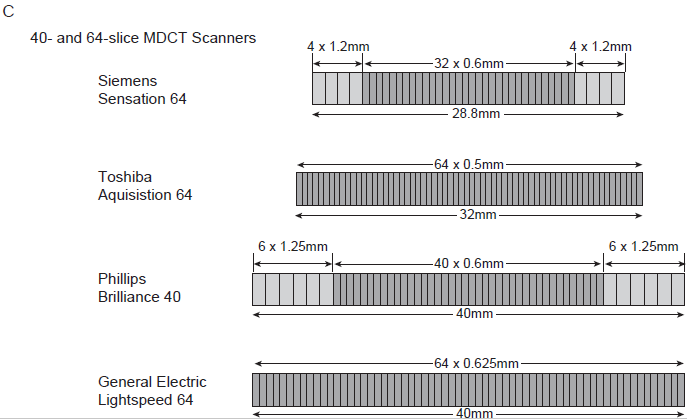 C
40- and 64-slice MDCT Scanners
4 x 1.2mm
4 x 1.2mm
32 x 0.6mm
Siemens
Sensation 64
28.8mm
64 x 0.5mm
Toshiba
Aquisistion 64
32mm
6 x 1.25mm
6 x 1.25mm
40 x 0.6mm
Phillips
Brilliance 40
40mm
64 x 0.625mm
General Electric
Lightspeed 64
40mm